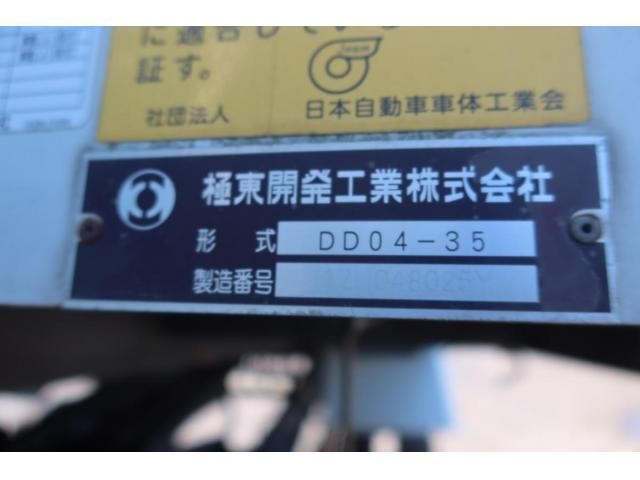 に適合している
証す。
社団法人 日本自動車車体工業会
極東開発工業株式会社
形式 DD04-35
製造番号